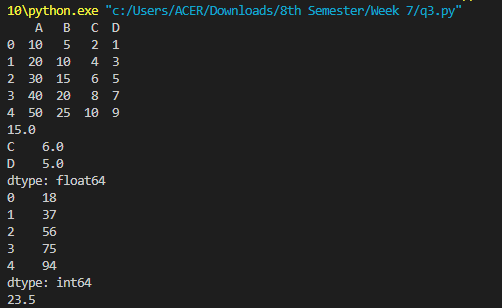 10\python.exe "c:/Users/ACER/Downloads/8th Semester/Week 7/q3.py"
    A   B   C  D
0  10   5   2  1
1  20  10   4  3
2  30  15   6  5
3  40  20   8  7
4  50  25  10  9
15.0
C    6.0
D    5.0
dtype: float64
0    18
1    37
2    56
3    75
4    94
dtype: int64
23.5